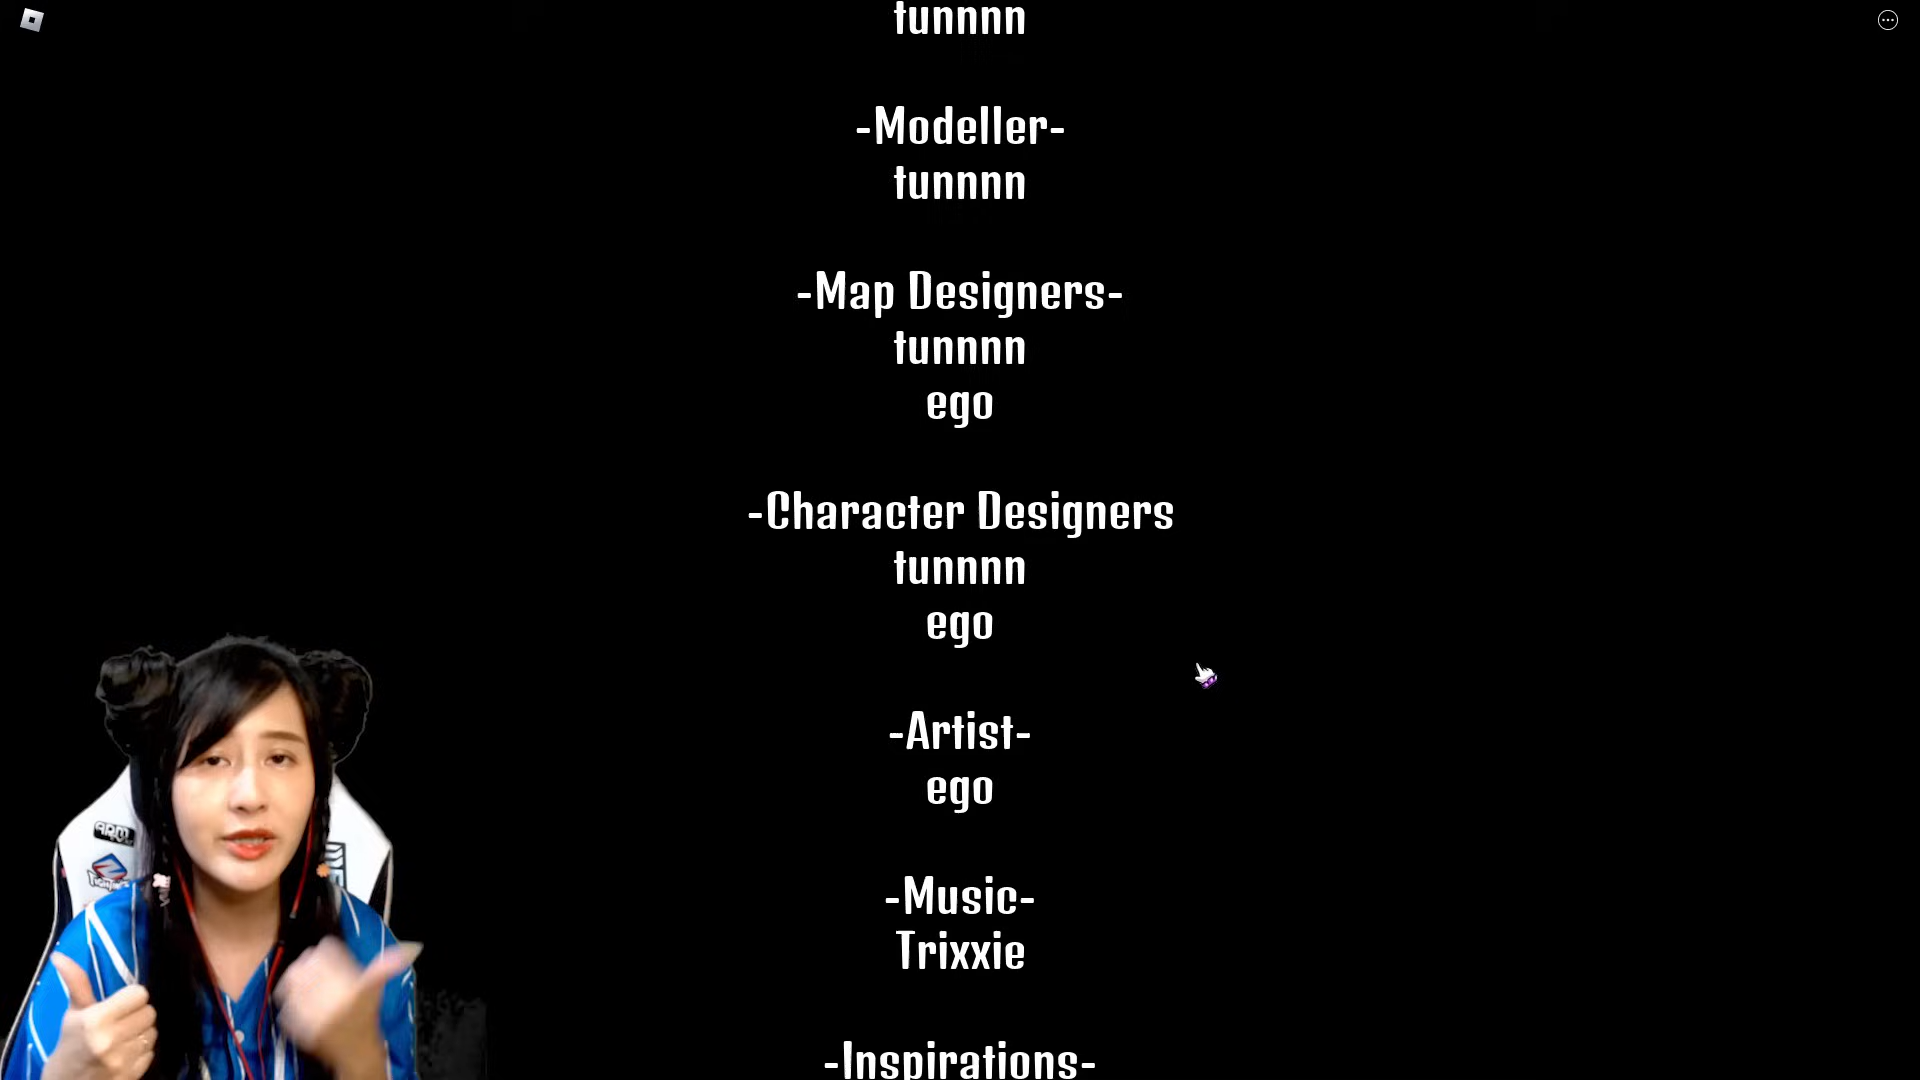 tunnnn
-Modeller-
tunnnn
-Map Designers-
tunnnn
ego
-Character Designers
tunnnn
ego
-Artist-
ego
-Music-
Trixxie
-Inspirations-